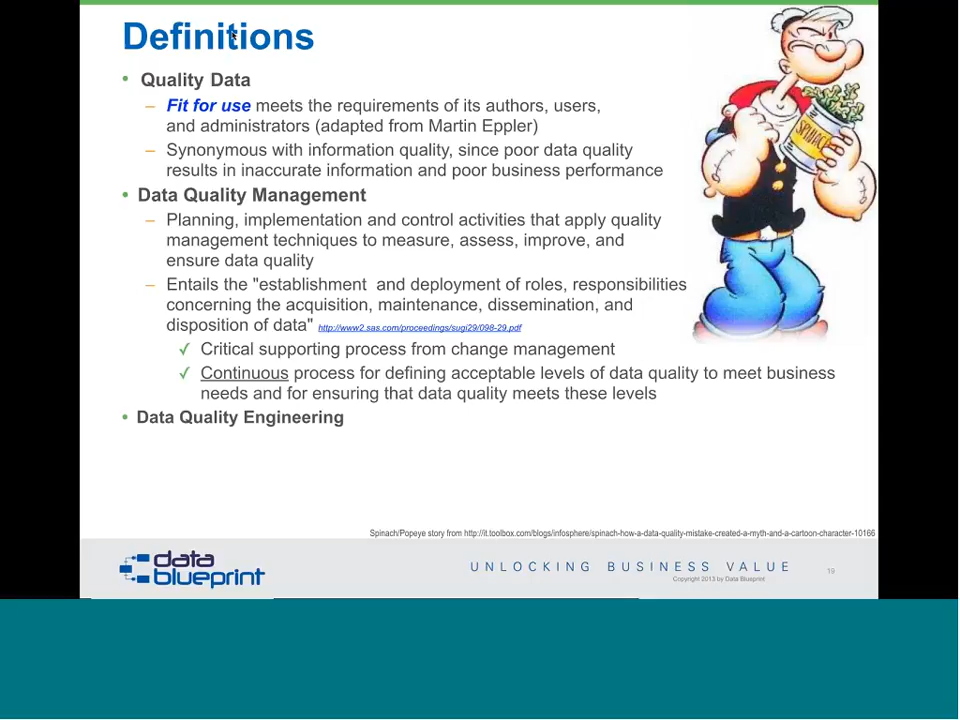 Definitions
• Quality Data
– Fit for use meets the requirements of its authors, users,
and administrators (adapted from Martin Eppler)
– Synonymous with information quality, since poor data quality
results in inaccurate information and poor business performance
• Data Quality Management
– Planning, implementation and control activities that apply quality
management techniques to measure, assess, improve, and
ensure data quality
– Entails the "establishment and deployment of roles, responsibilities
concerning the acquisition, maintenance, dissemination, and
disposition of data" http://www2.sas.com/proceedings/sugi29/098-29.pdf
✓ Critical supporting process from change management
✓ Continuous process for defining acceptable levels of data quality to meet business
needs and for ensuring that data quality meets these levels
• Data Quality Engineering
SPINAC
Spinach/Popeye story from http://it.toolbox.com/blogs/infosphere/spinach-how-a-data-quality-mistake-created-a-myth-and-a-cartoon-character-10166
data
blueprint
UNLOCKING BUSINESS VALUE
Copyright 2013 by Data Blueprint
19